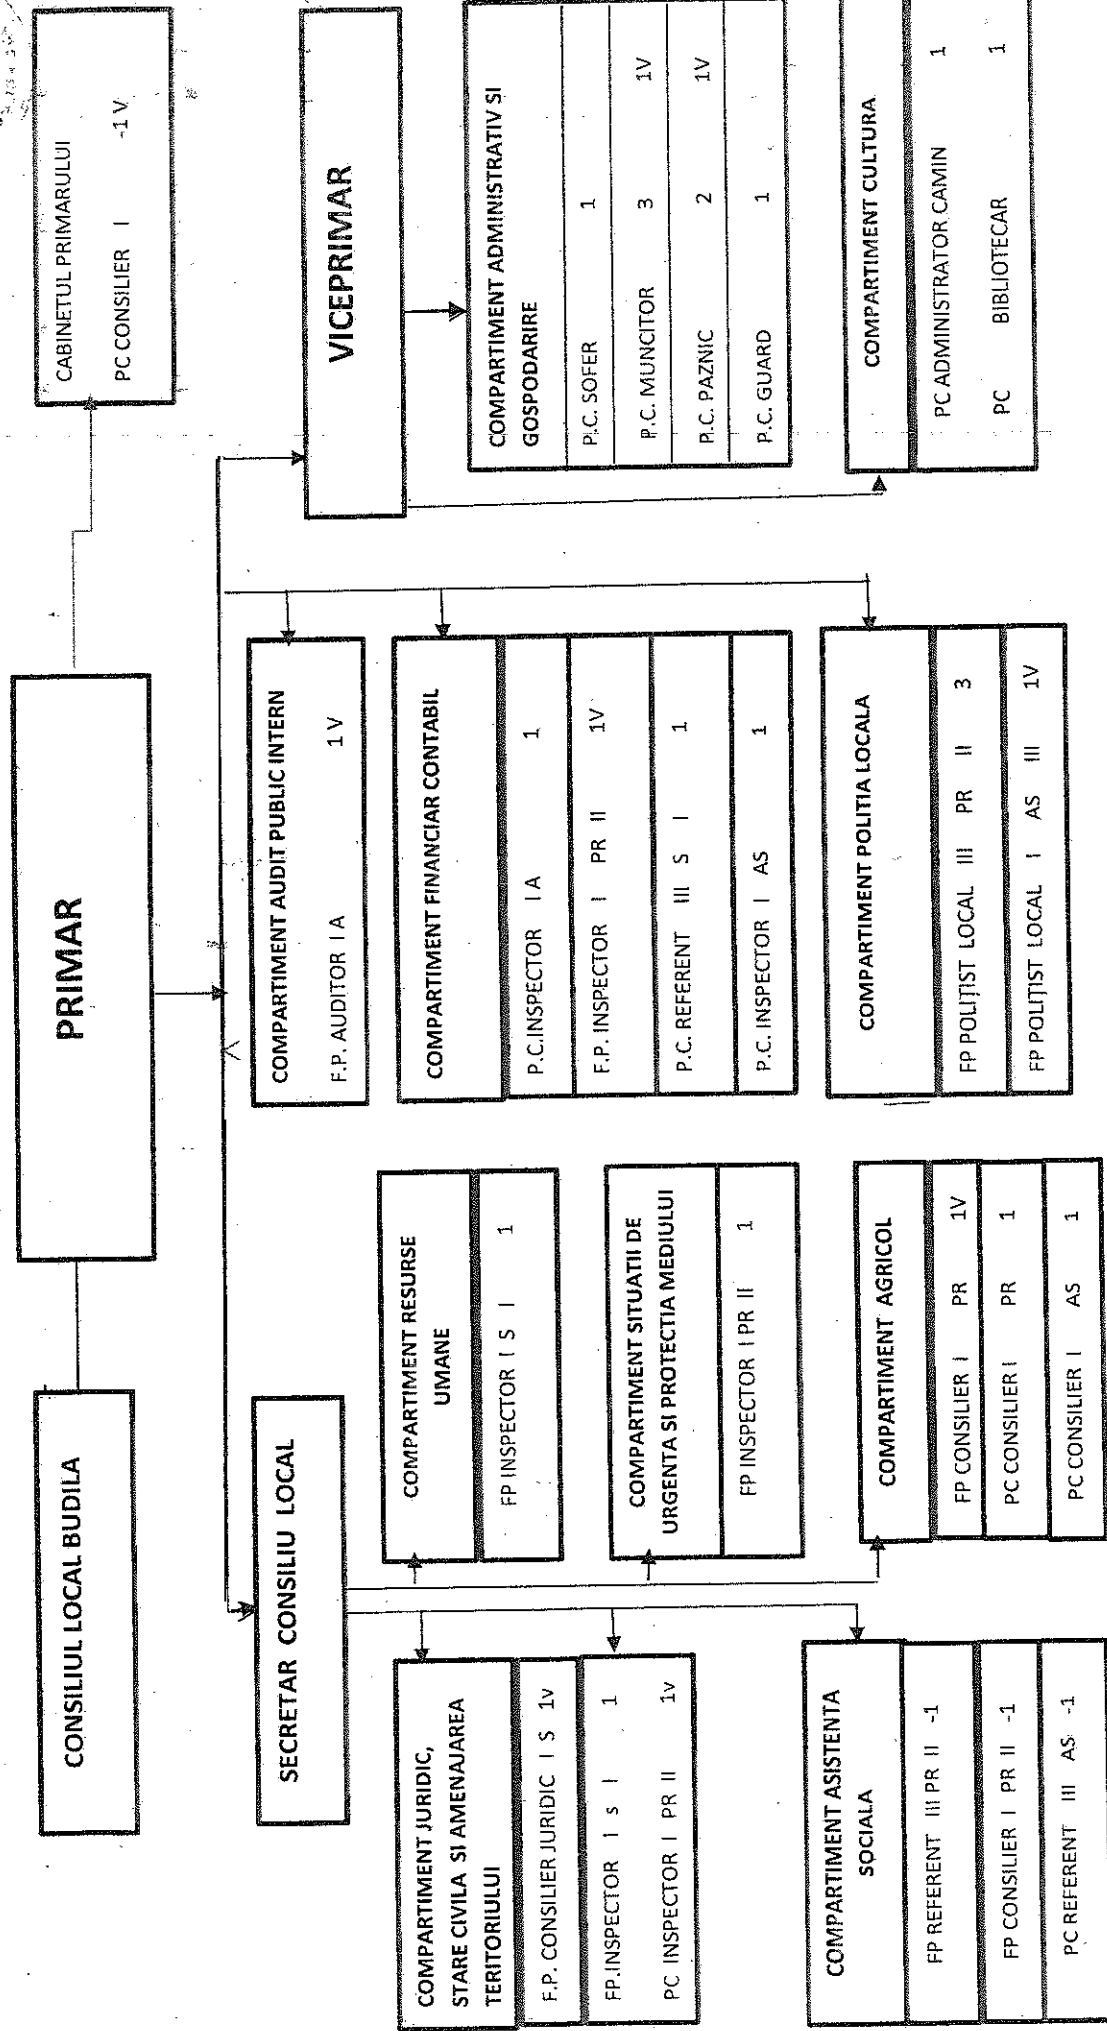 CONSILIUL LOCAL BUDILA
PRIMAR
CABINETUL PRIMARULUI
PC CONSILIER I -1 V
SECRETAR CONSILIU LOCAL
VICEPRIMAR
COMPARTIMENT JURIDIC,
STARE CIVILA SI AMENAJAREA
TERITORIULUI
F.P. CONSILIER JURIDIC I S 1v
FP.INSPECTOR I s I 1
PC INSPECTOR I PR II 1v
COMPARTIMENT ASISTENTA
SOCIALA
FP REFERENT III PR II -1
FP CONSILIER I PR II -1
PC REFERENT III AS -1
COMPARTIMENT RESURSE
UMANE
FP INSPECTOR I S I 1
COMPARTIMENT SITUATII DE
URGENTA SI PROTECTIA MEDIULUI
FP INSPECTOR I PR II 1
COMPARTIMENT AGRICOL
FP CONSILIER I PR 1V
PC CONSILIER I PR 1
PC CONSILIER I AS 1
COMPARTIMENT AUDIT PUBLIC INTERN
F.P. AUDITOR I A 1 V
COMPARTIMENT FINANCIAR CONTABIL
P.C.INSPECTOR I A 1
F.P. INSPECTOR I PR II 1V
P.C. REFERENT III S I 1
P.C. INSPECTOR I AS 1
COMPARTIMENT POLITIA LOCALA
FP POLIȚIST LOCAL III PR II 3
FP POLIȚIST LOCAL I AS III 1V
COMPARTIMENT ADMINISTRATIV SI
GOSPODARIRE
P.C. SOFER 1
P.C. MUNCITOR 3 1V
P.C. PAZNIC 2 1V
P.C. GUARD 1
COMPARTIMENT CULTURA
PC ADMINISTRATOR CAMIN 1
PC BIBLIOTECAR 1